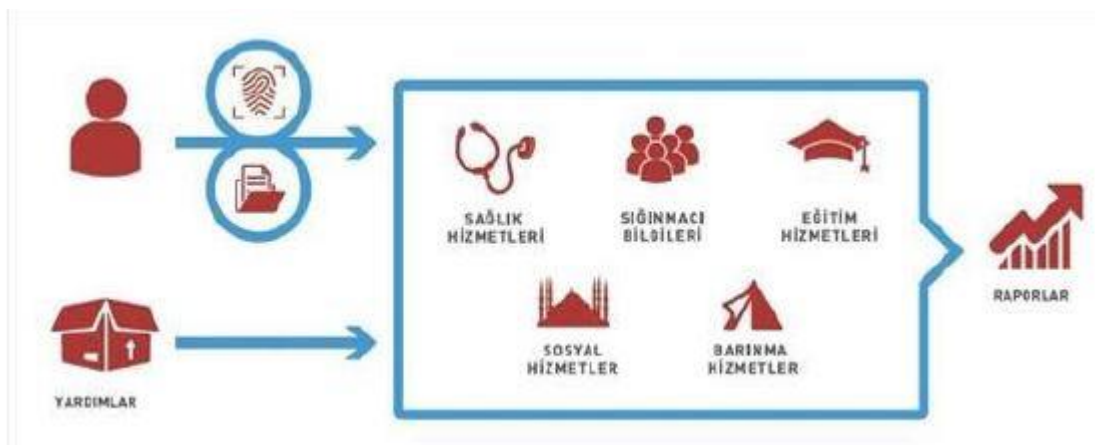 SAĞLIK
HİZMETLERİ
SIĞINMACI
BİLGİLERİ
EĞİTİM
HİZMETLERİ
SOSYAL
HİZMETLER
BARINMA
HİZMETLER
RAPORLAR
YARDIMLAR